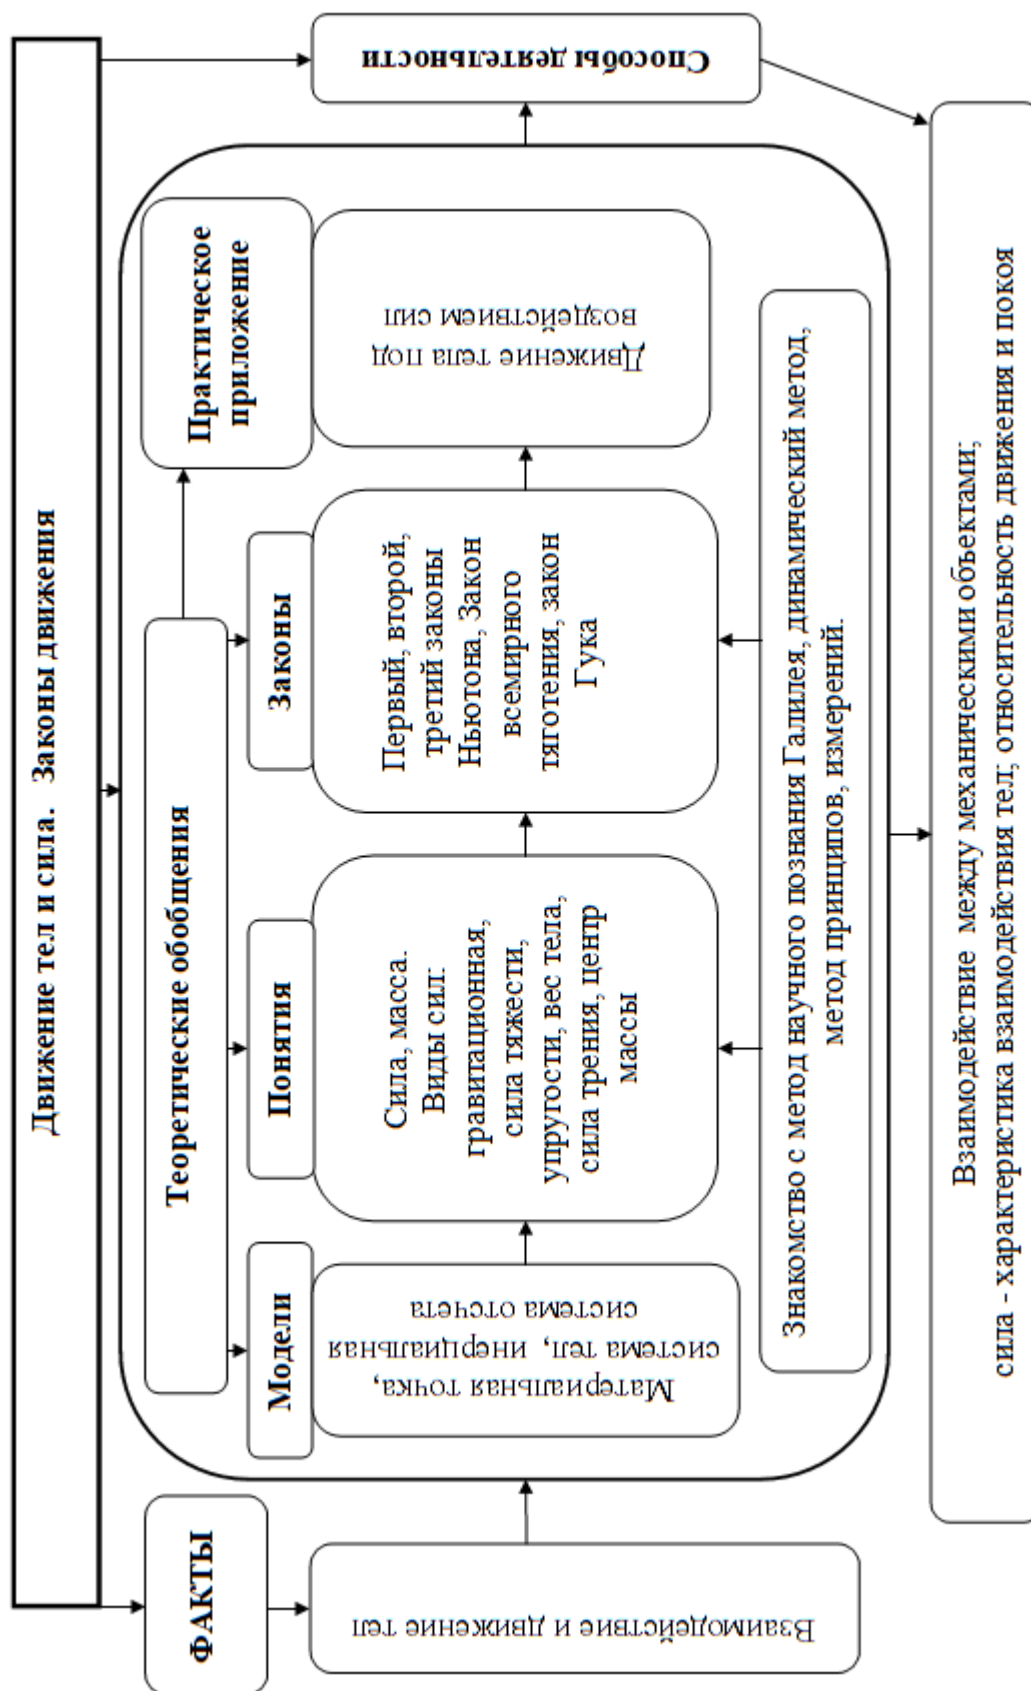 Движение тел и сила. Законы движения
ФАКТЫ
Взаимодействие и движение тел
Теоретические обобщения
Модели
Материальная точка,
система тел, инерциальная
система отсчета
Понятия
Сила, масса.
Виды сил:
гравитационная,
сила тяжести,
упругости, вес тела,
сила трения, центр
массы
Законы
Первый, второй,
третий законы
Ньютона, Закон
всемирного
тяготения, закон
Гука
Практическое
приложение
Движение тела под
воздействием сил
Знакомство с метод научного познания Галилея, динамический метод,
метод принципов, измерений.
Способы деятельности
Взаимодействие между механическими объектами;
сила - характеристика взаимодействия тел; относительность движения и покоя